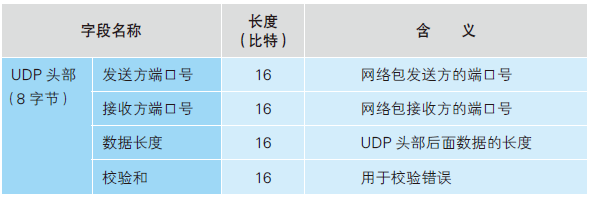 字段名称 长度（比特） 含 义
UDP 头部（8 字节） 发送方端口号 16 网络包发送方的端口号
接收方端口号 16 网络包接收方的端口号
数据长度 16 UDP 头部后面数据的长度
校验和 16 用于校验错误